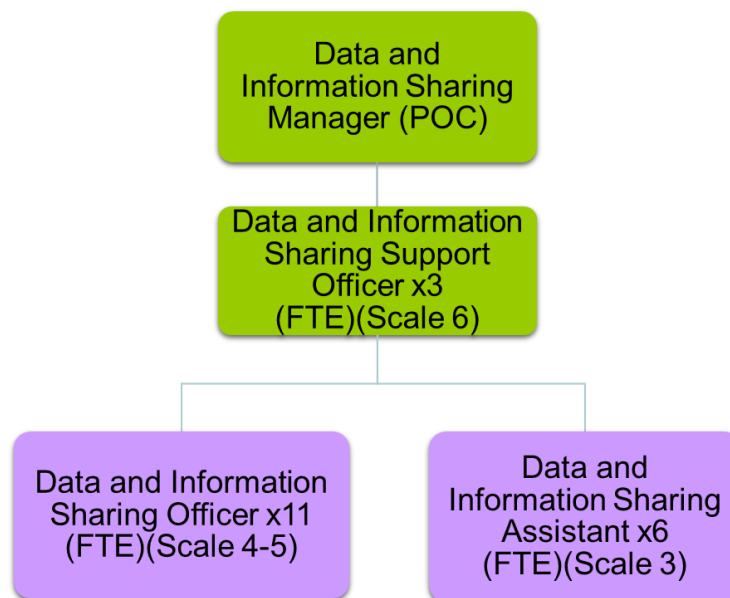 Data and
Information Sharing
Manager (POC)
Data and Information
Sharing Support
Officer x3
(FTE)(Scale 6)
Data and Information
Sharing Officer x11
(FTE)(Scale 4-5)
Data and
Information Sharing
Assistant x6
(FTE)(Scale 3)